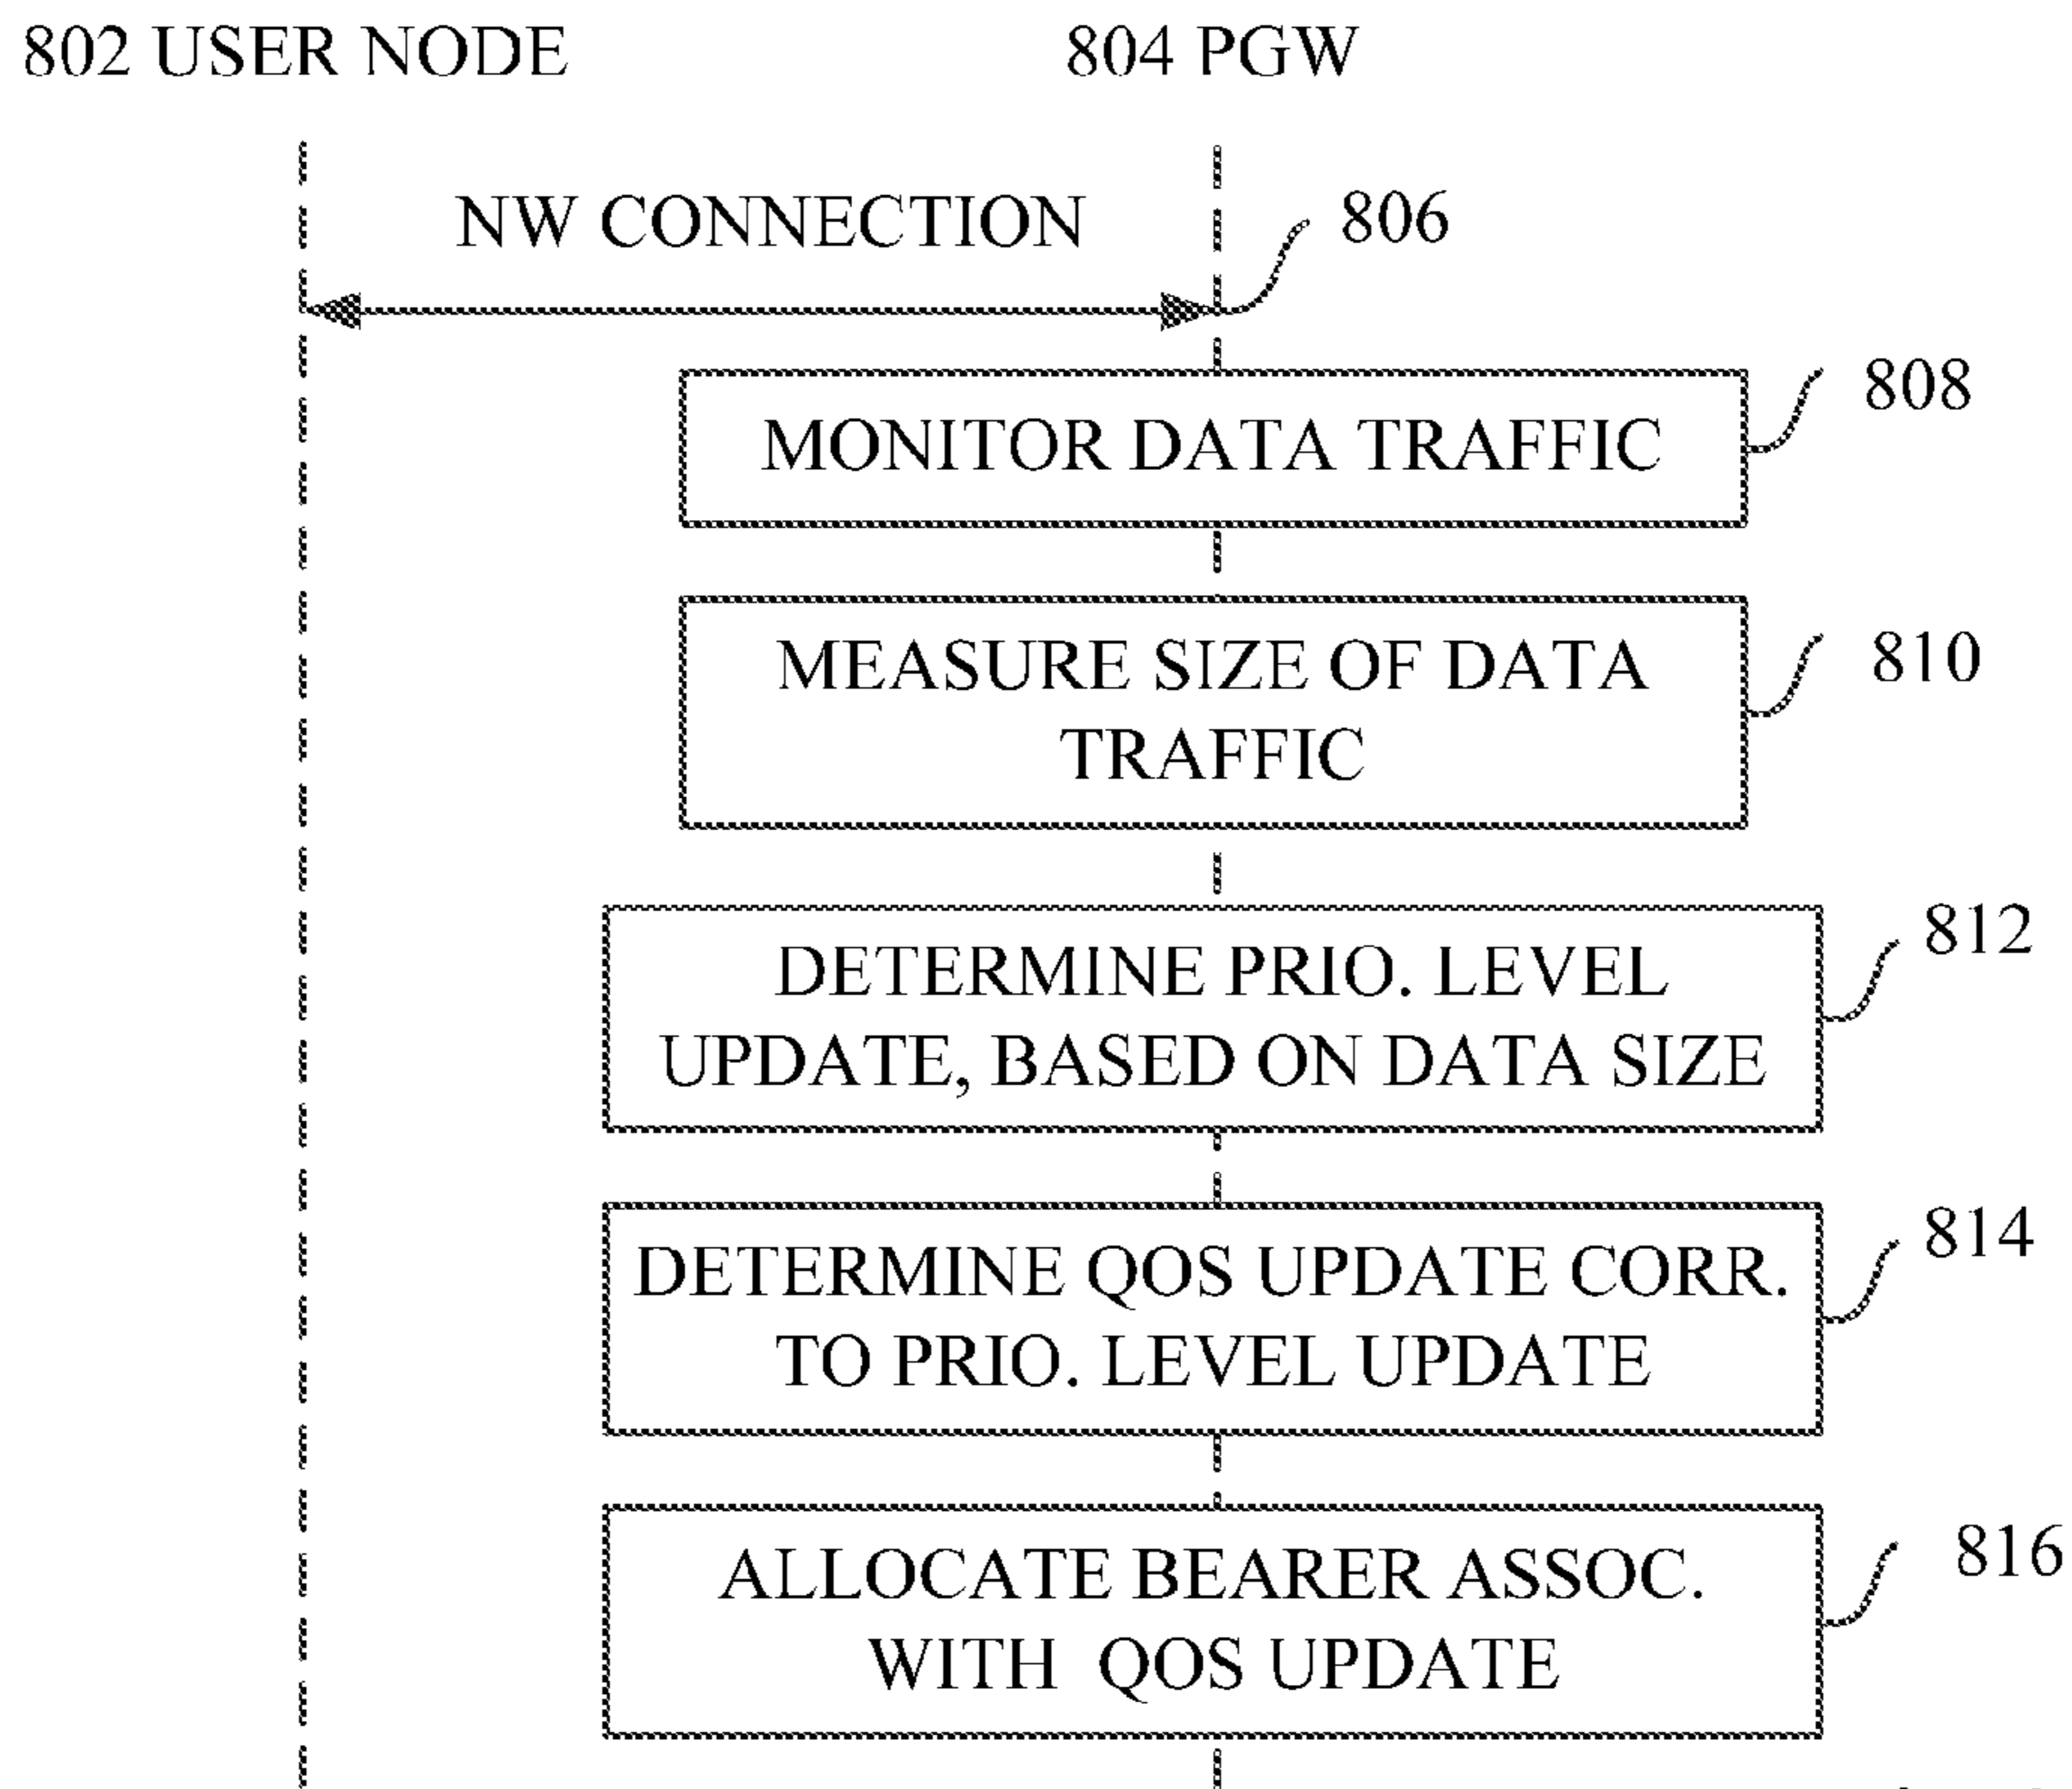 802 USER NODE
804 PGW
NW CONNECTION
806
MONITOR DATA TRAFFIC
808
MEASURE SIZE OF DATA
TRAFFIC
810
DETERMINE PRIO. LEVEL
UPDATE, BASED ON DATA SIZE
812
DETERMINE QOS UPDATE CORR.
TO PRIO. LEVEL UPDATE
814
ALLOCATE BEARER ASSOC.
WITH QOS UPDATE
816